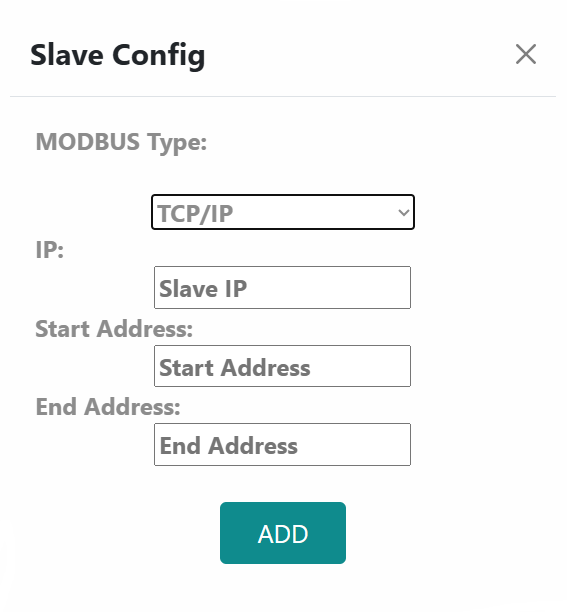 Slave Config
MODBUS Type:
TCP/IP
IP:
Slave IP
Start Address:
Start Address
End Address:
End Address
ADD